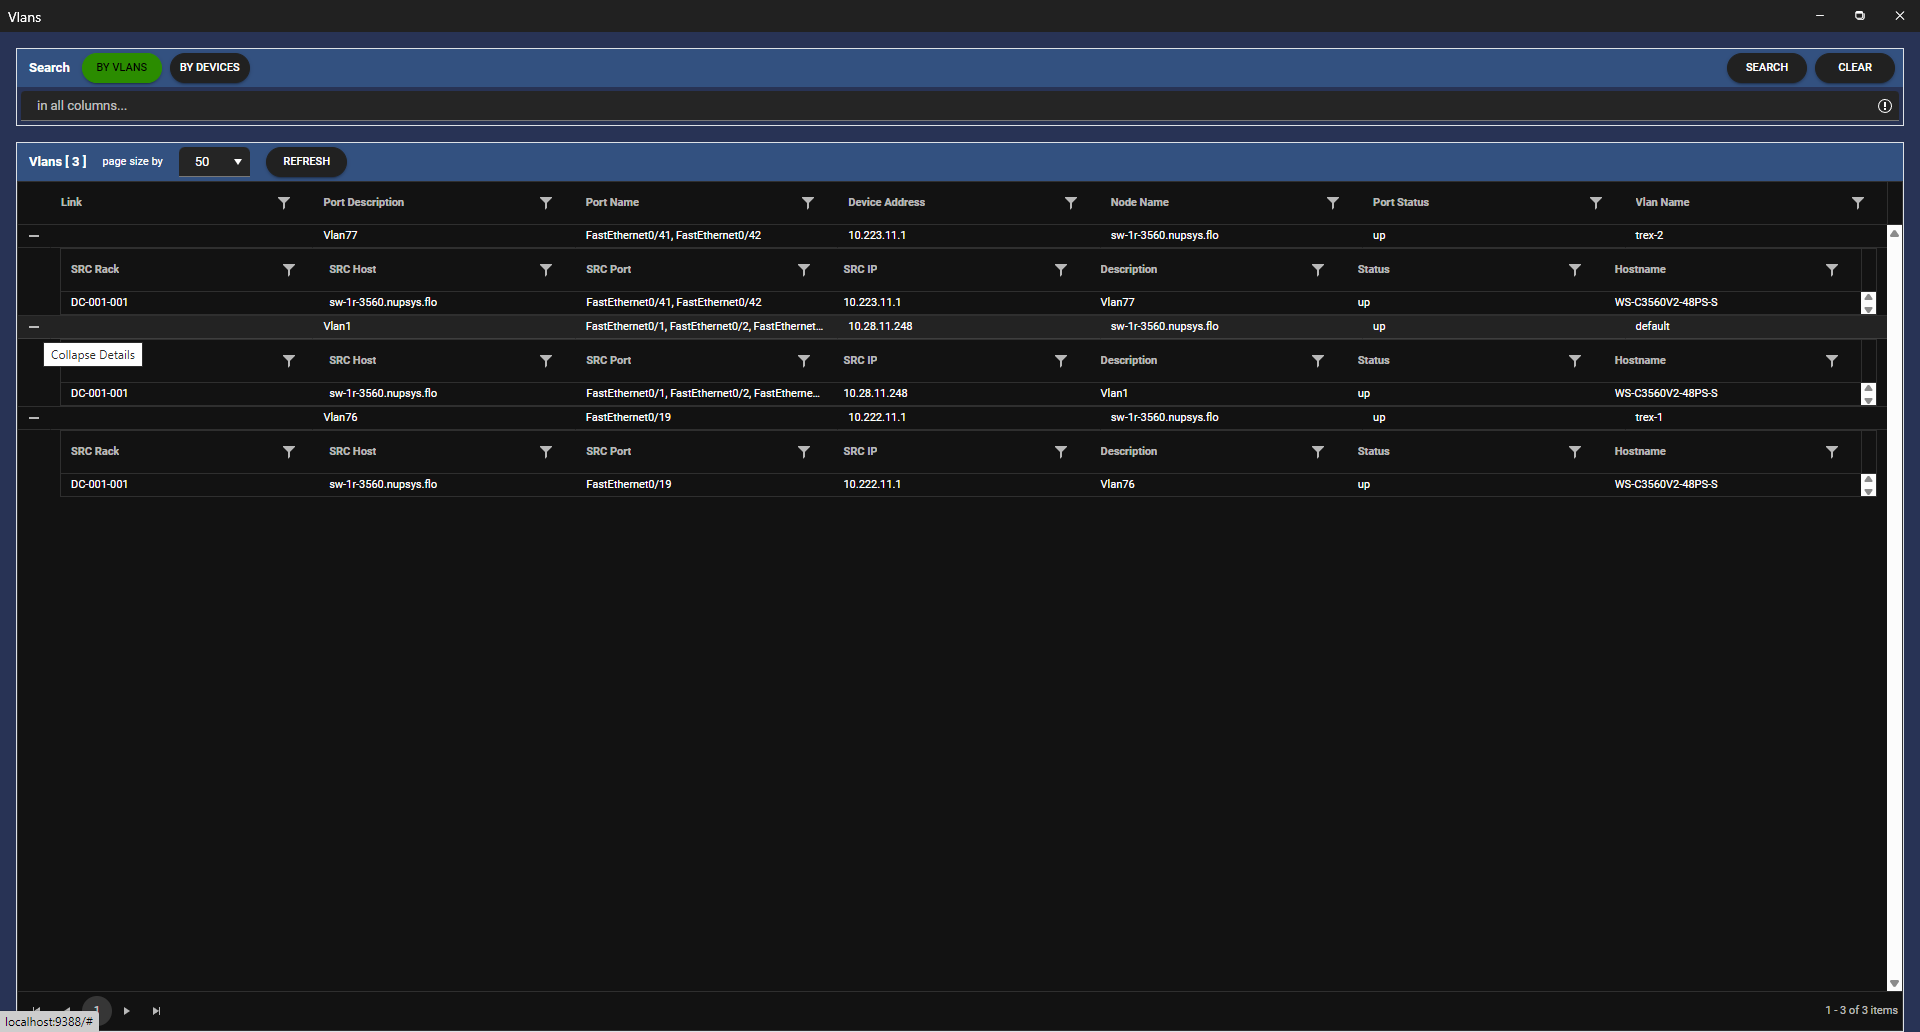 Vlans
Search BY VLANS BY DEVICES SEARCH CLEAR
in all columns...
Vlans [ 3 ] page size by 50 REFRESH
Link Port Description Port Name Device Address Node Name Port Status Vlan Name
Vlan77 FastEthernet0/41, FastEthernet0/42 10.223.11.1 sw-1r-3560.nupsys.flo up trex-2
SRC Rack SRC Host SRC Port SRC IP Description Status Hostname
DC-001-001 sw-1r-3560.nupsys.flo FastEthernet0/41, FastEthernet0/42 10.223.11.1 Vlan77 up WS-C3560V2-48PS-S
Vlan1 FastEthernet0/1, FastEthernet0/2, FastEthernet... 10.28.11.248 sw-1r-3560.nupsys.flo up default
Collapse Details SRC Host SRC Port SRC IP Description Status Hostname
DC-001-001 sw-1r-3560.nupsys.flo FastEthernet0/1, FastEthernet0/2, FastEtherne... 10.28.11.248 Vlan1 up WS-C3560V2-48PS-S
Vlan76 FastEthernet0/19 10.222.11.1 sw-1r-3560.nupsys.flo up trex-1
SRC Rack SRC Host SRC Port SRC IP Description Status Hostname
DC-001-001 sw-1r-3560.nupsys.flo FastEthernet0/19 10.222.11.1 Vlan76 up WS-C3560V2-48PS-S
1 1 - 3 of 3 items
localhost:9388/#